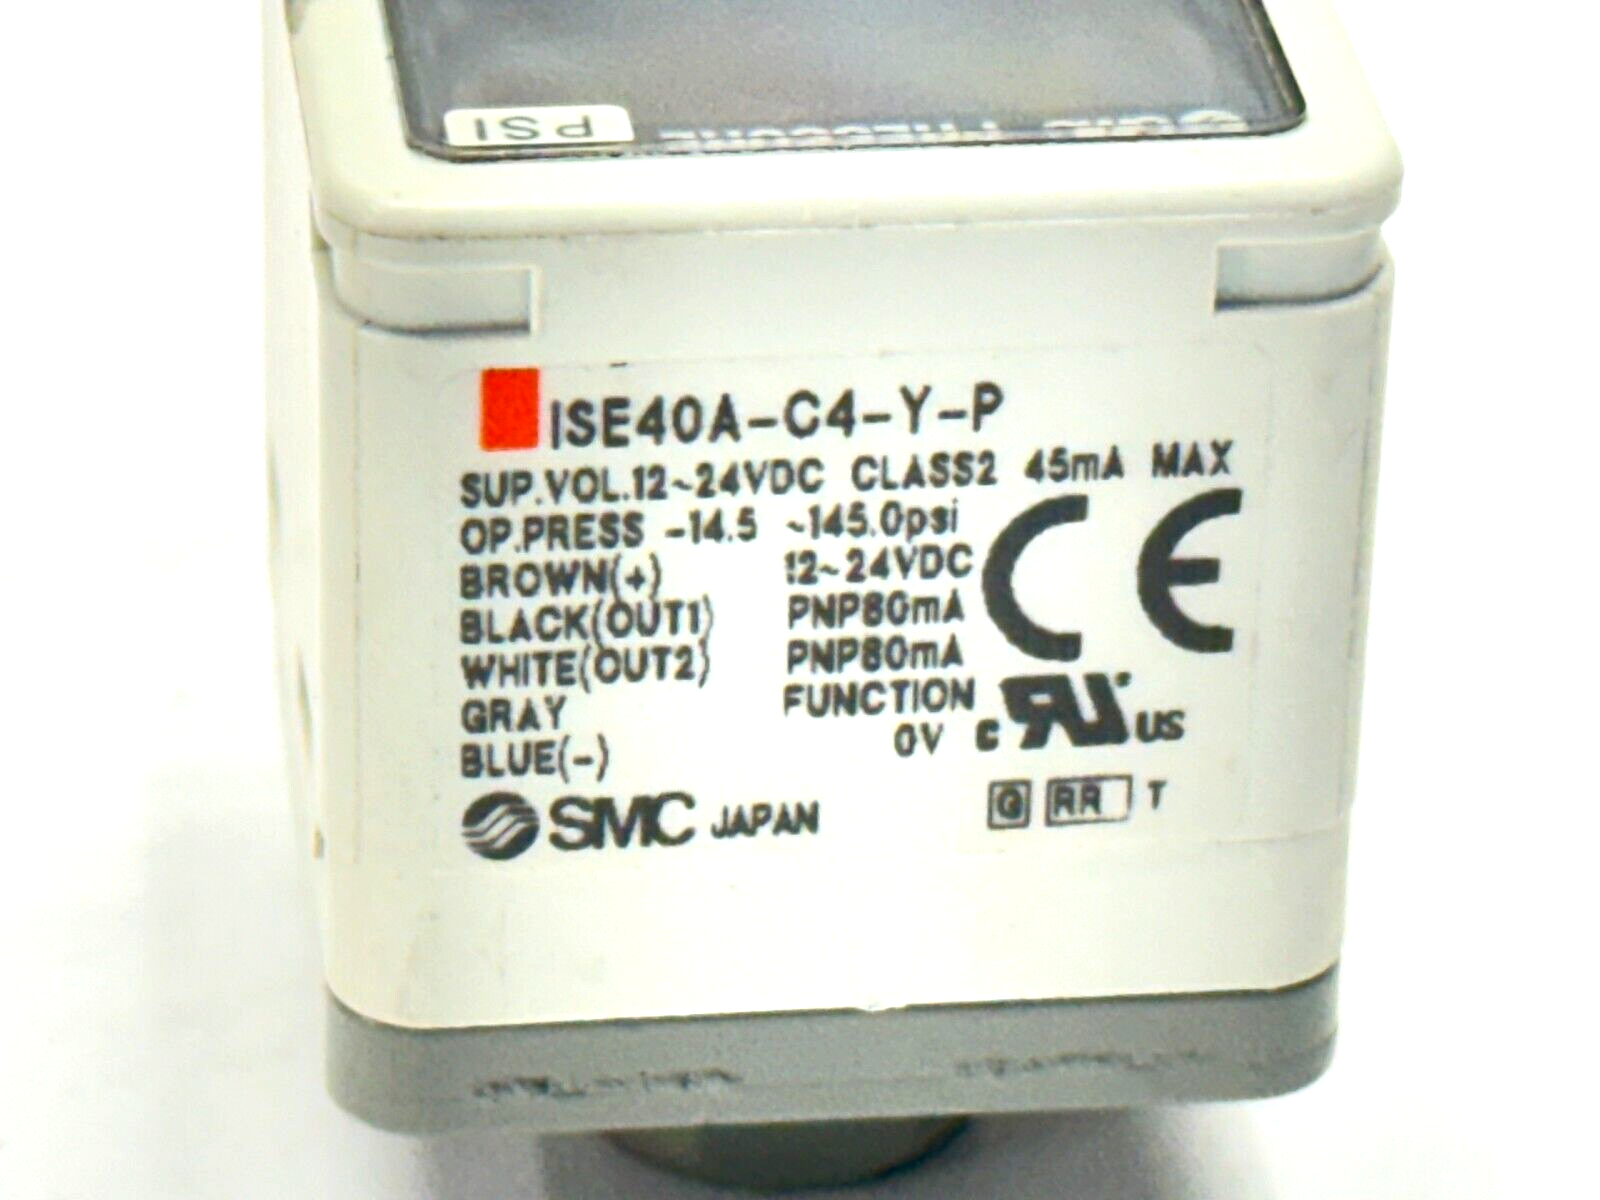 PSI
ISE40A-C4-Y-P
SUP.VOL.12~24VDC CLASS2 45mA MAX
OP.PRESS -14.5 ~145.0psi
BROWN(+) 12~24VDC
BLACK(OUT1) PNP80mA
WHITE(OUT2) PNP80mA
GRAY FUNCTION
BLUE(-) 0V
CE
c RU US
SMC JAPAN
G RR T